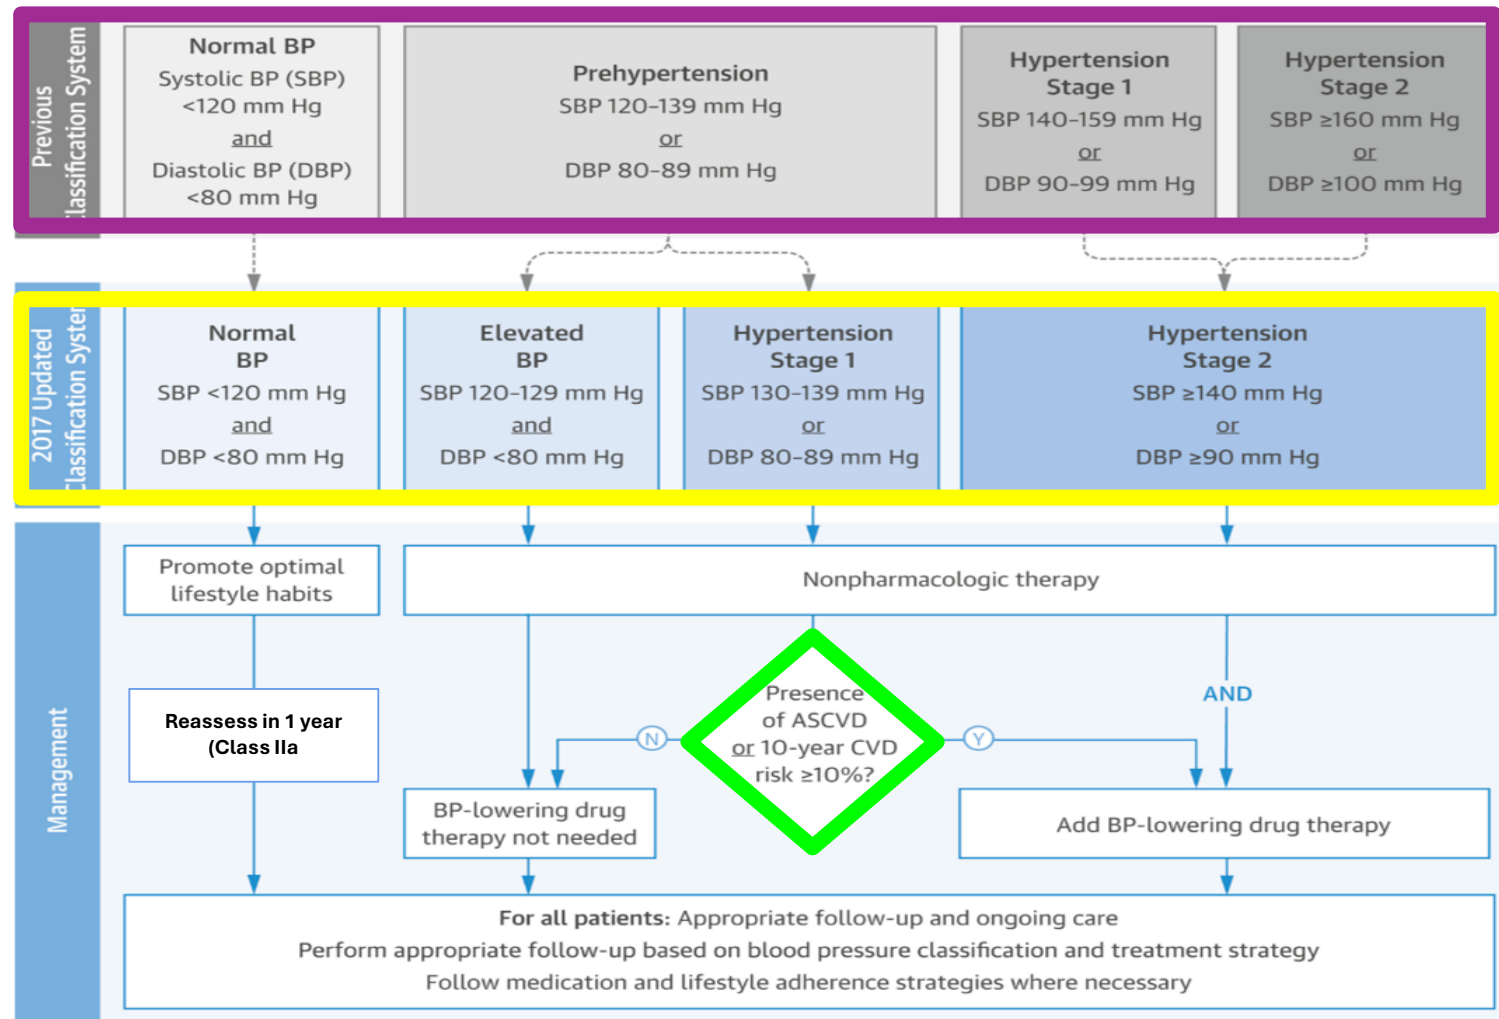 Previous
Classification System
Normal BP
Systolic BP (SBP)
<120 mm Hg
and
Diastolic BP (DBP)
<80 mm Hg
Prehypertension
SBP 120–139 mm Hg
or
DBP 80–89 mm Hg
Hypertension
Stage 1
SBP 140–159 mm Hg
or
DBP 90–99 mm Hg
Hypertension
Stage 2
SBP ≥160 mm Hg
or
DBP ≥100 mm Hg
2017 Updated
Classification System
Normal
BP
SBP <120 mm Hg
and
DBP <80 mm Hg
Elevated
BP
SBP 120–129 mm Hg
and
DBP <80 mm Hg
Hypertension
Stage 1
SBP 130–139 mm Hg
or
DBP 80–89 mm Hg
Hypertension
Stage 2
SBP ≥140 mm Hg
or
DBP ≥90 mm Hg
Management
Promote optimal
lifestyle habits
Nonpharmacologic therapy
Reassess in 1 year
(Class IIa
Presence
of ASCVD
or 10-year CVD
risk ≥10%?
N
Y
AND
BP-lowering drug
therapy not needed
Add BP-lowering drug therapy
For all patients: Appropriate follow-up and ongoing care
Perform appropriate follow-up based on blood pressure classification and treatment strategy
Follow medication and lifestyle adherence strategies where necessary